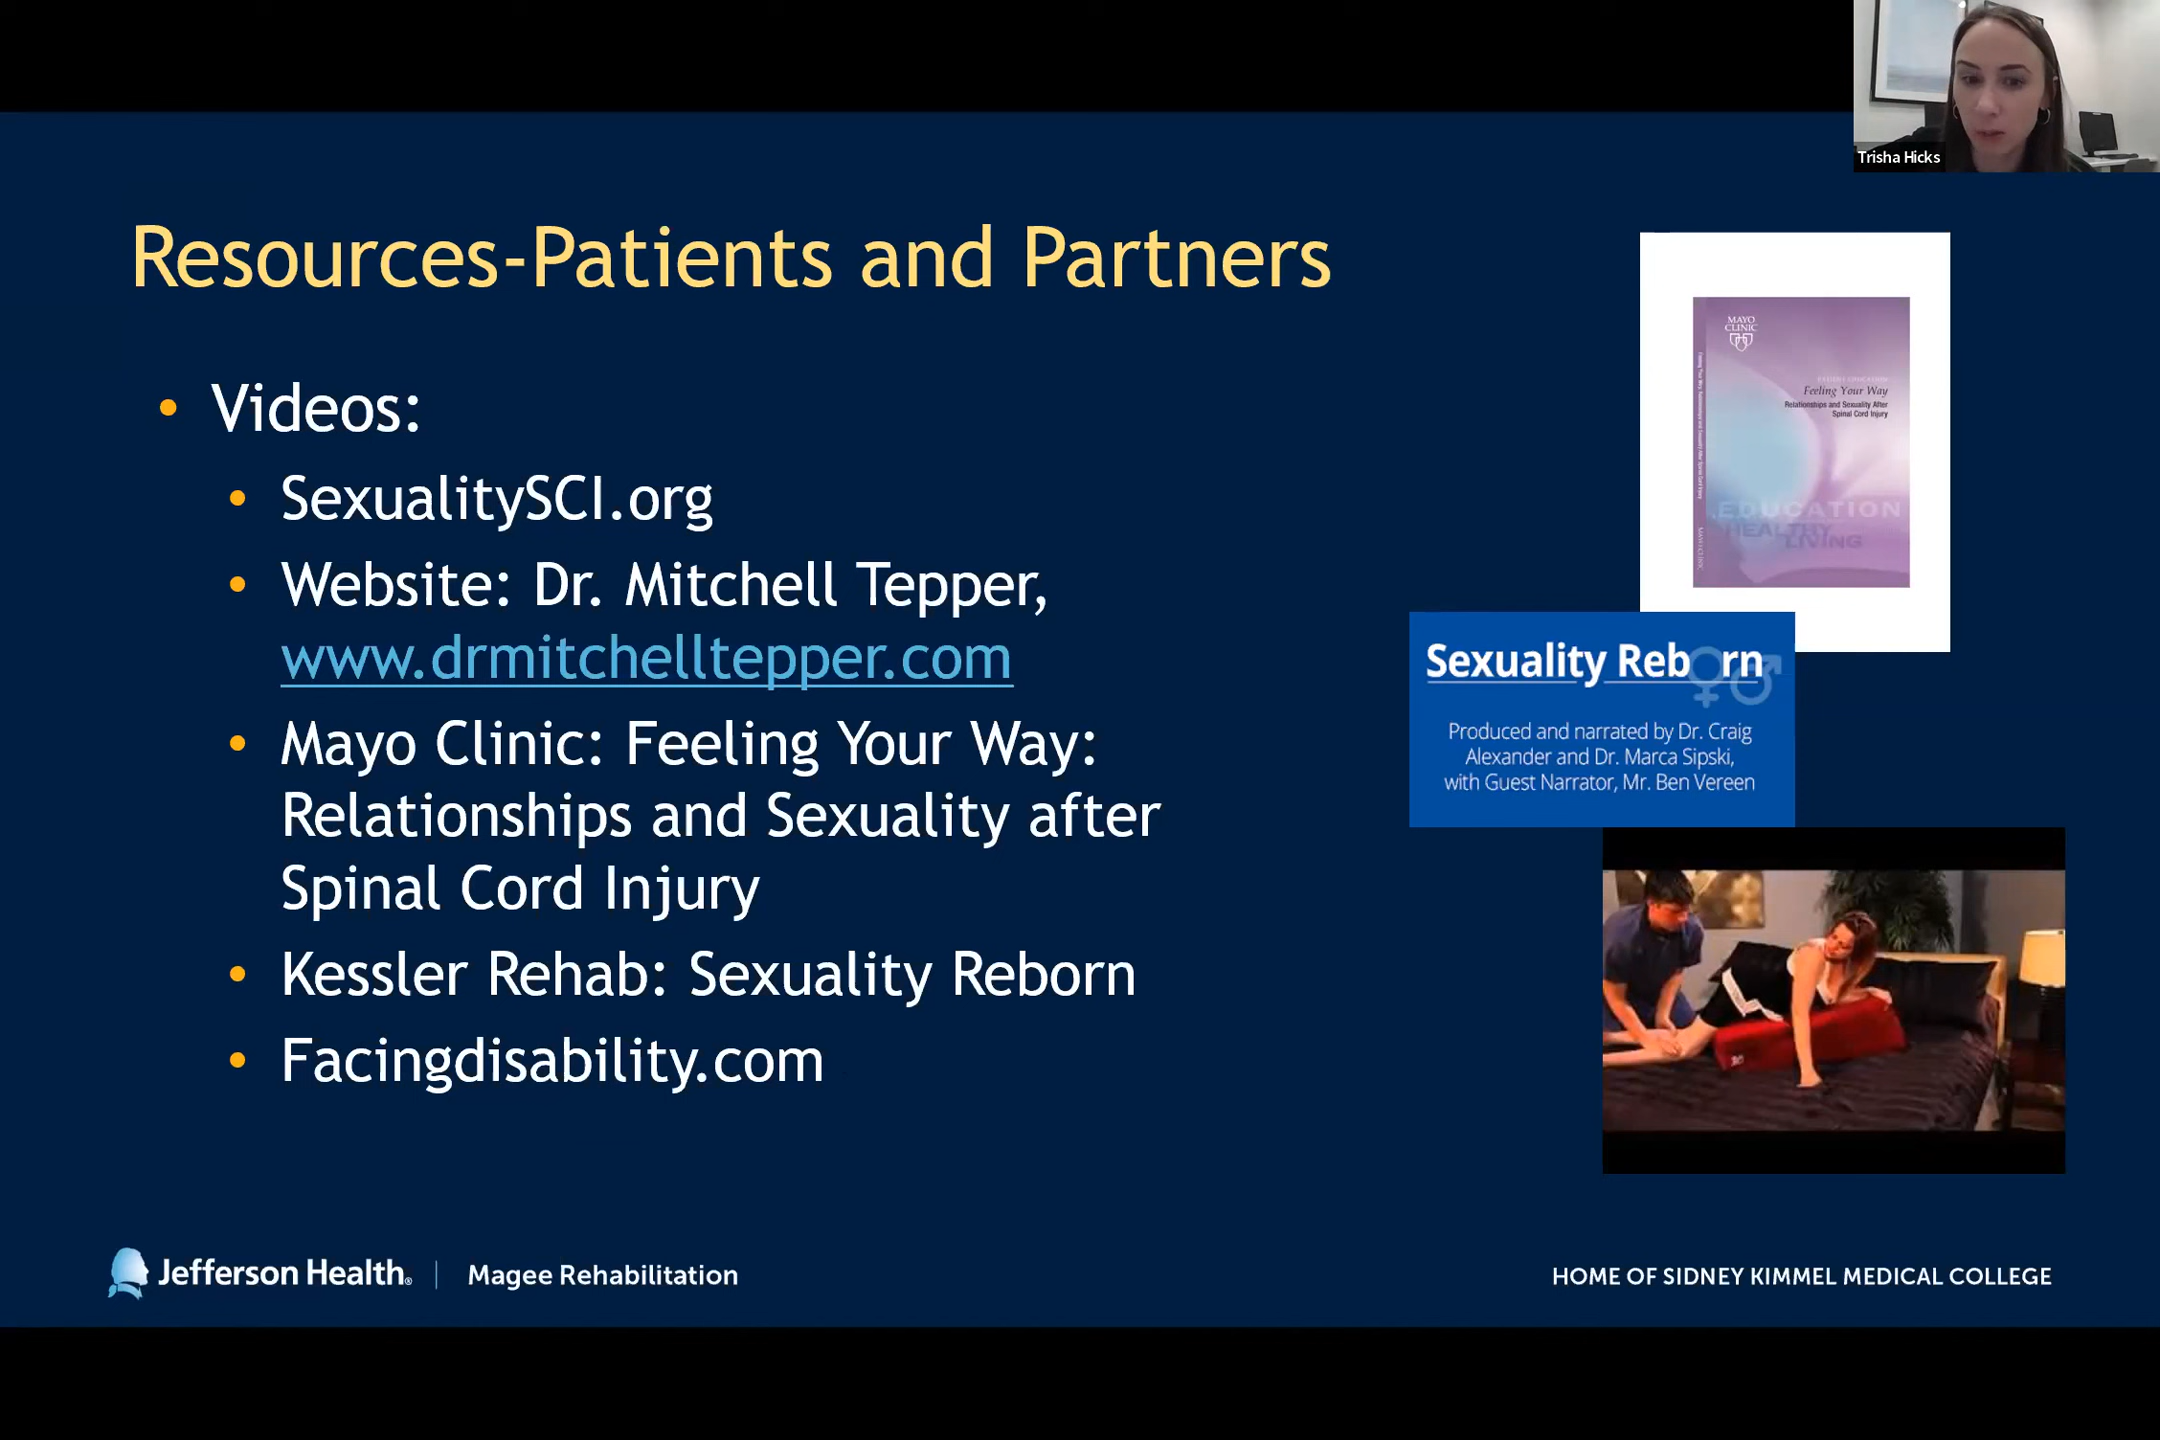 Trisha Hicks
Resources-Patients and Partners
• Videos:
• SexualitySCI.org
• Website: Dr. Mitchell Tepper,
www.drmitchelltepper.com
• Mayo Clinic: Feeling Your Way:
Relationships and Sexuality after
Spinal Cord Injury
• Kessler Rehab: Sexuality Reborn
• Facingdisability.com
MAYO
CLINIC
PATIENT EDUCATION
Feeling Your Way
Relationships and Sexuality After
Spinal Cord Injury
EDUCATION
HEALTHY
LIVING
Sexuality Reborn
Produced and narrated by Dr. Craig
Alexander and Dr. Marca Sipski,
with Guest Narrator, Mr. Ben Vereen
Jefferson Health® | Magee Rehabilitation
HOME OF SIDNEY KIMMEL MEDICAL COLLEGE